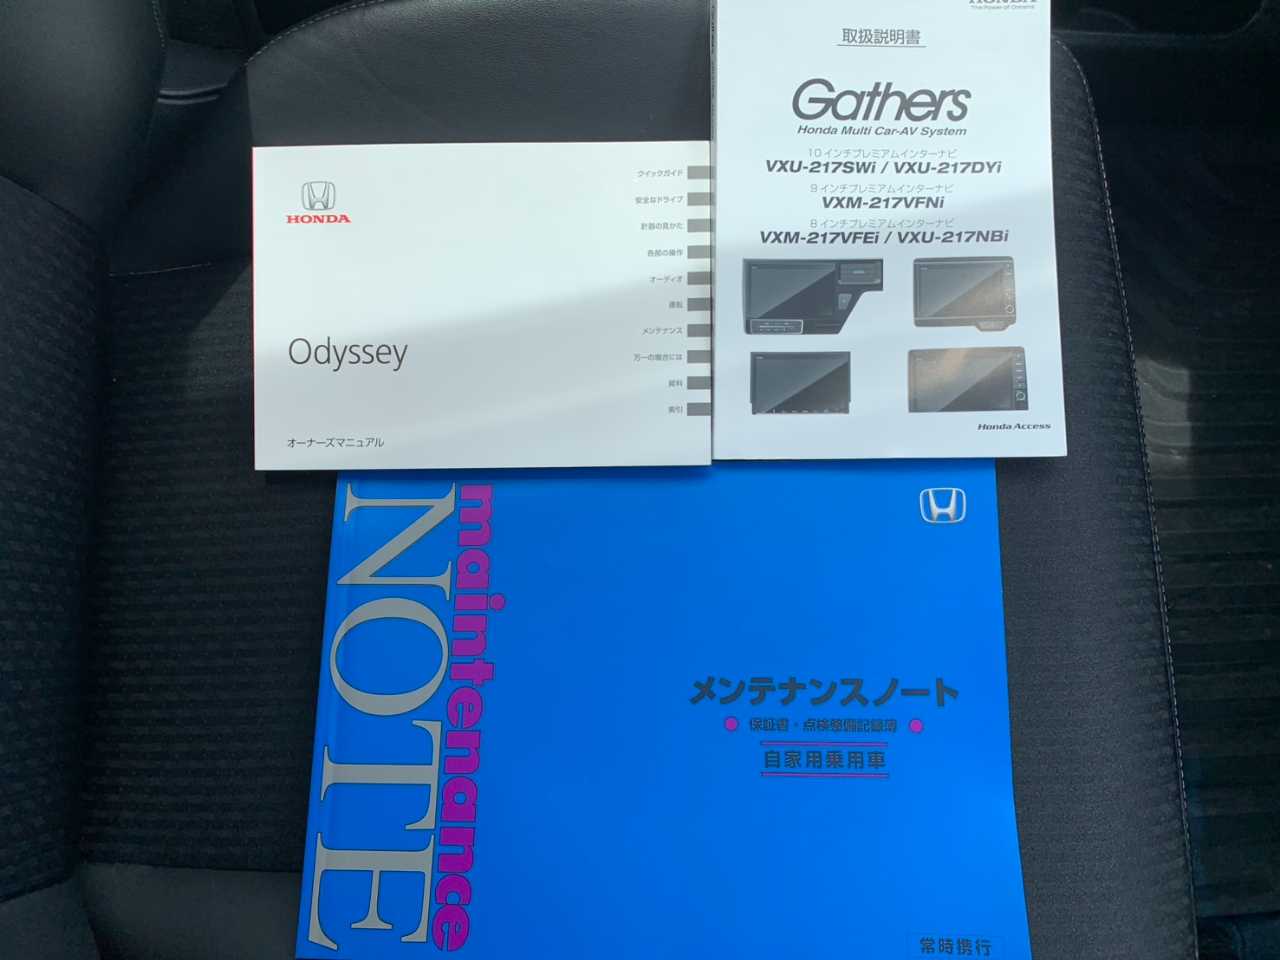 HONDA
The Power of Dreams
取扱説明書
Gathers
Honda Multi Car-AV System
10インチプレミアムインターナビ
VXU-217SWi / VXU-217DYi
9インチプレミアムインターナビ
VXM-217VFNi
8インチプレミアムインターナビ
VXM-217VFEi / VXU-217NBi
Honda Access
HONDA
Odyssey
オーナーズマニュアル
クイックガイド
安全なドライブ
計器の見かた
各部の操作
オーディオ
運転
メンテナンス
万一の場合には
資料
索引
maintenance
NOTE
メンテナンスノート
保証書・点検整備記録簿
自家用乗用車
常時携行